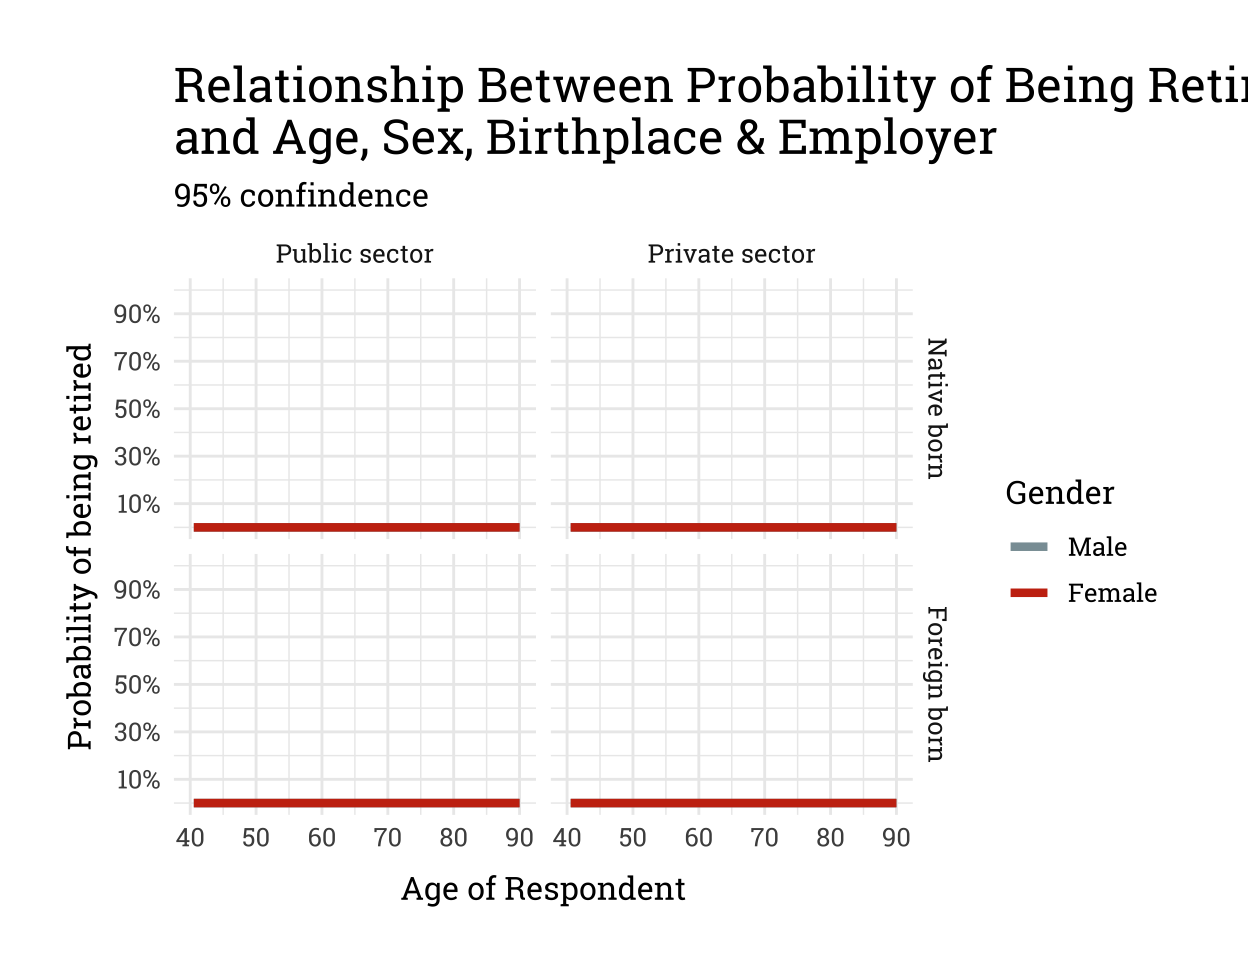 Relationship Between Probability of Being Retir
and Age, Sex, Birthplace & Employer
95% confindence
Public sector
Private sector
Probability of being retired
90%
70%
50%
30%
10%
Native born
90%
70%
50%
30%
10%
Foreign born
40 50 60 70 80 90 40 50 60 70 80 90
Age of Respondent
Gender
Male
Female